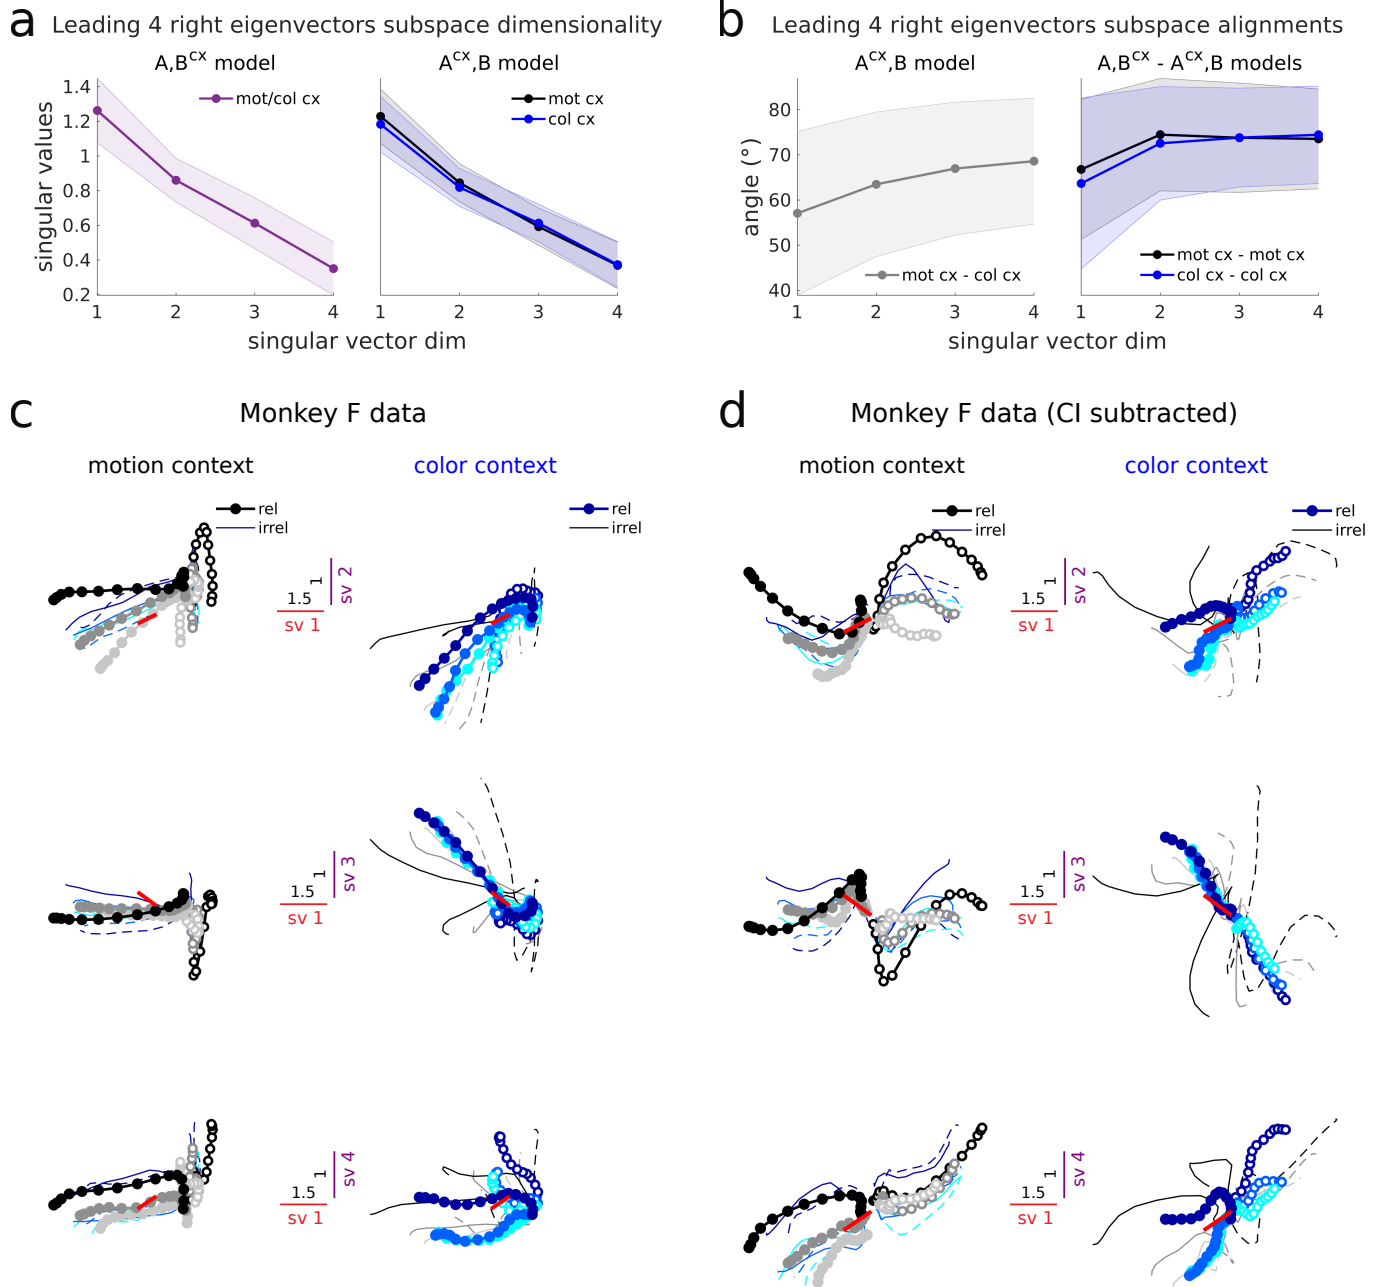 a Leading 4 right eigenvectors subspace dimensionality
A,Bcx model
Acx,B model
singular values
1.4
1.2
1
0.8
0.6
0.4
0.2
mot/col cx
mot cx
col cx
1 2 3 4
1 2 3 4
singular vector dim
b Leading 4 right eigenvectors subspace alignments
Acx,B model
A,Bcx - Acx,B models
angle (°)
80
70
60
50
40
mot cx - col cx
mot cx - mot cx
col cx - col cx
1 2 3 4
1 2 3 4
singular vector dim
c Monkey F data
motion context
color context
rel
irrel
rel
irrel
1.5
1
sv 1
sv 2
1.5
1
sv 1
sv 3
1.5
1
sv 1
sv 4
d Monkey F data (CI subtracted)
motion context
color context
rel
irrel
rel
irrel
1.5
1
sv 1
sv 2
1.5
1
sv 1
sv 3
1.5
1
sv 1
sv 4